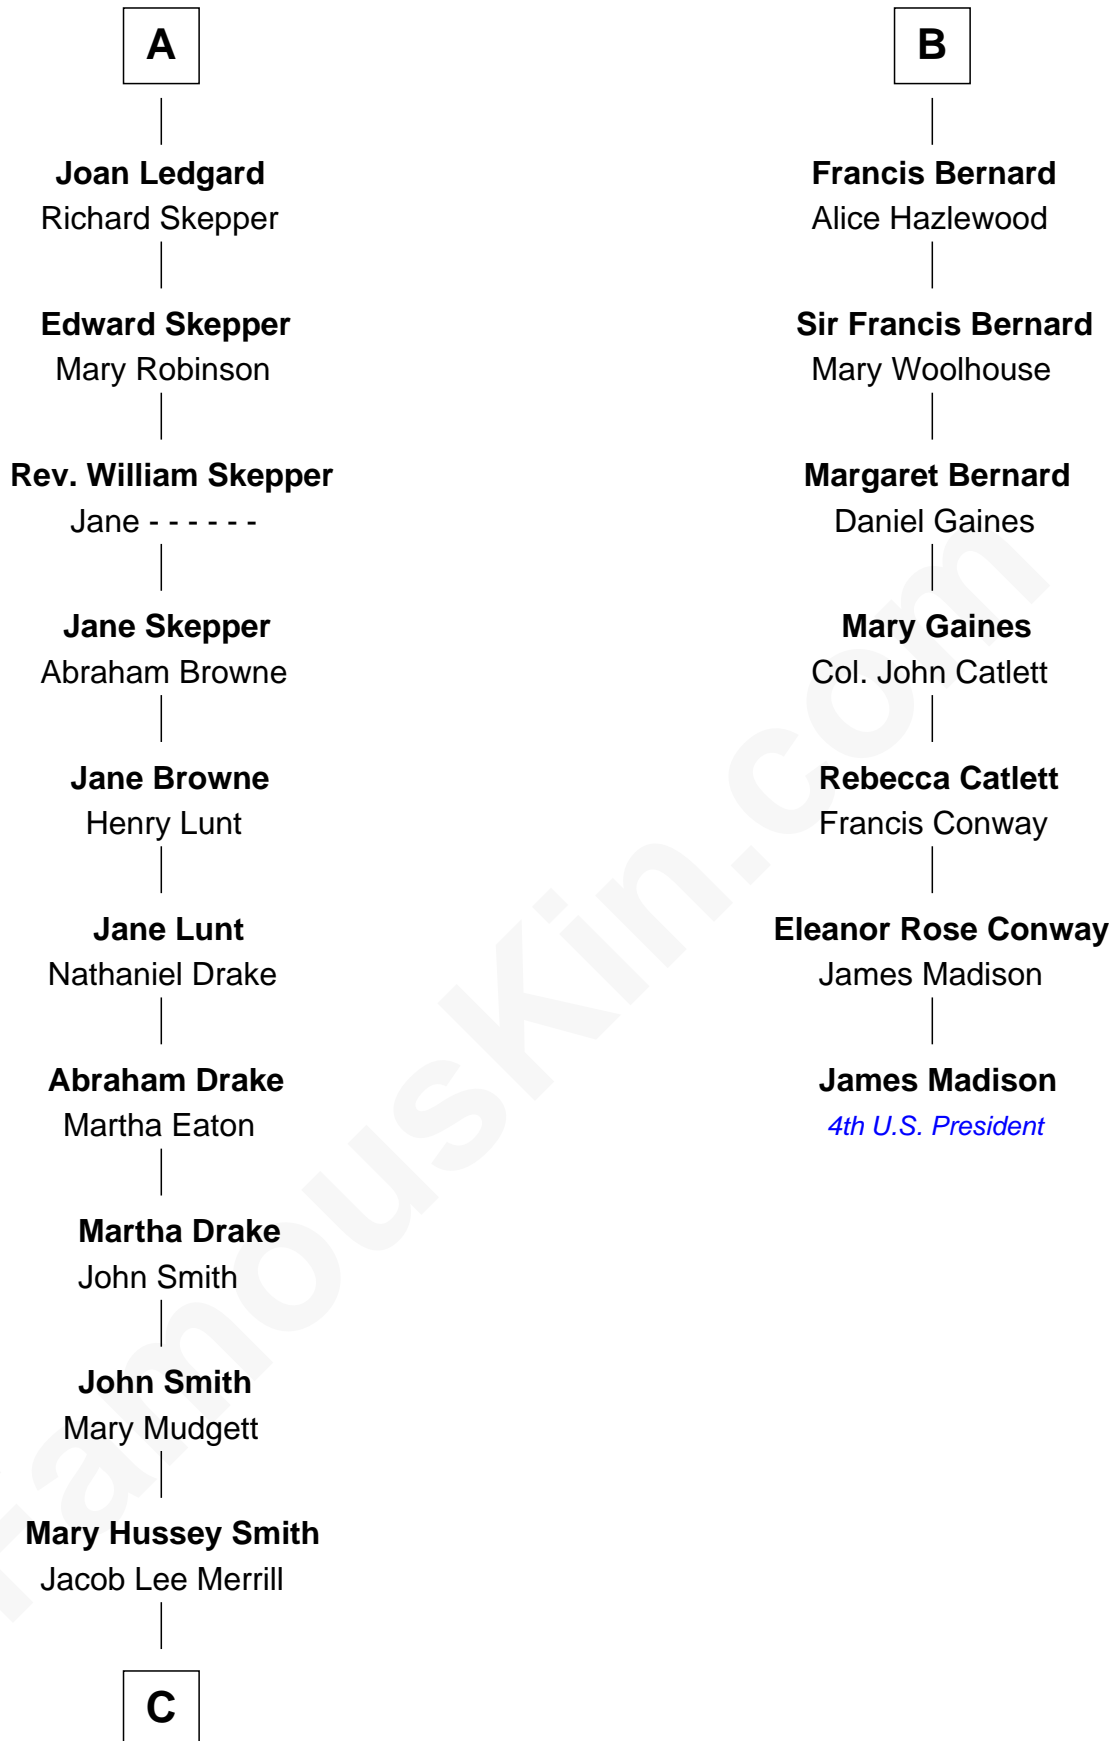 A
Joan Ledgard
Richard Skepper
Edward Skepper
Mary Robinson
Rev. William Skepper
Jane - - - - - -
Jane Skepper
Abraham Browne
Jane Browne
Henry Lunt
Jane Lunt
Nathaniel Drake
Abraham Drake
Martha Eaton
Martha Drake
John Smith
John Smith
Mary Mudgett
Mary Hussey Smith
Jacob Lee Merrill
C
B
Francis Bernard
Alice Hazlewood
Sir Francis Bernard
Mary Woolhouse
Margaret Bernard
Daniel Gaines
Mary Gaines
Col. John Catlett
Rebecca Catlett
Francis Conway
Eleanor Rose Conway
James Madison
James Madison
4th U.S. President
FamousKin.com